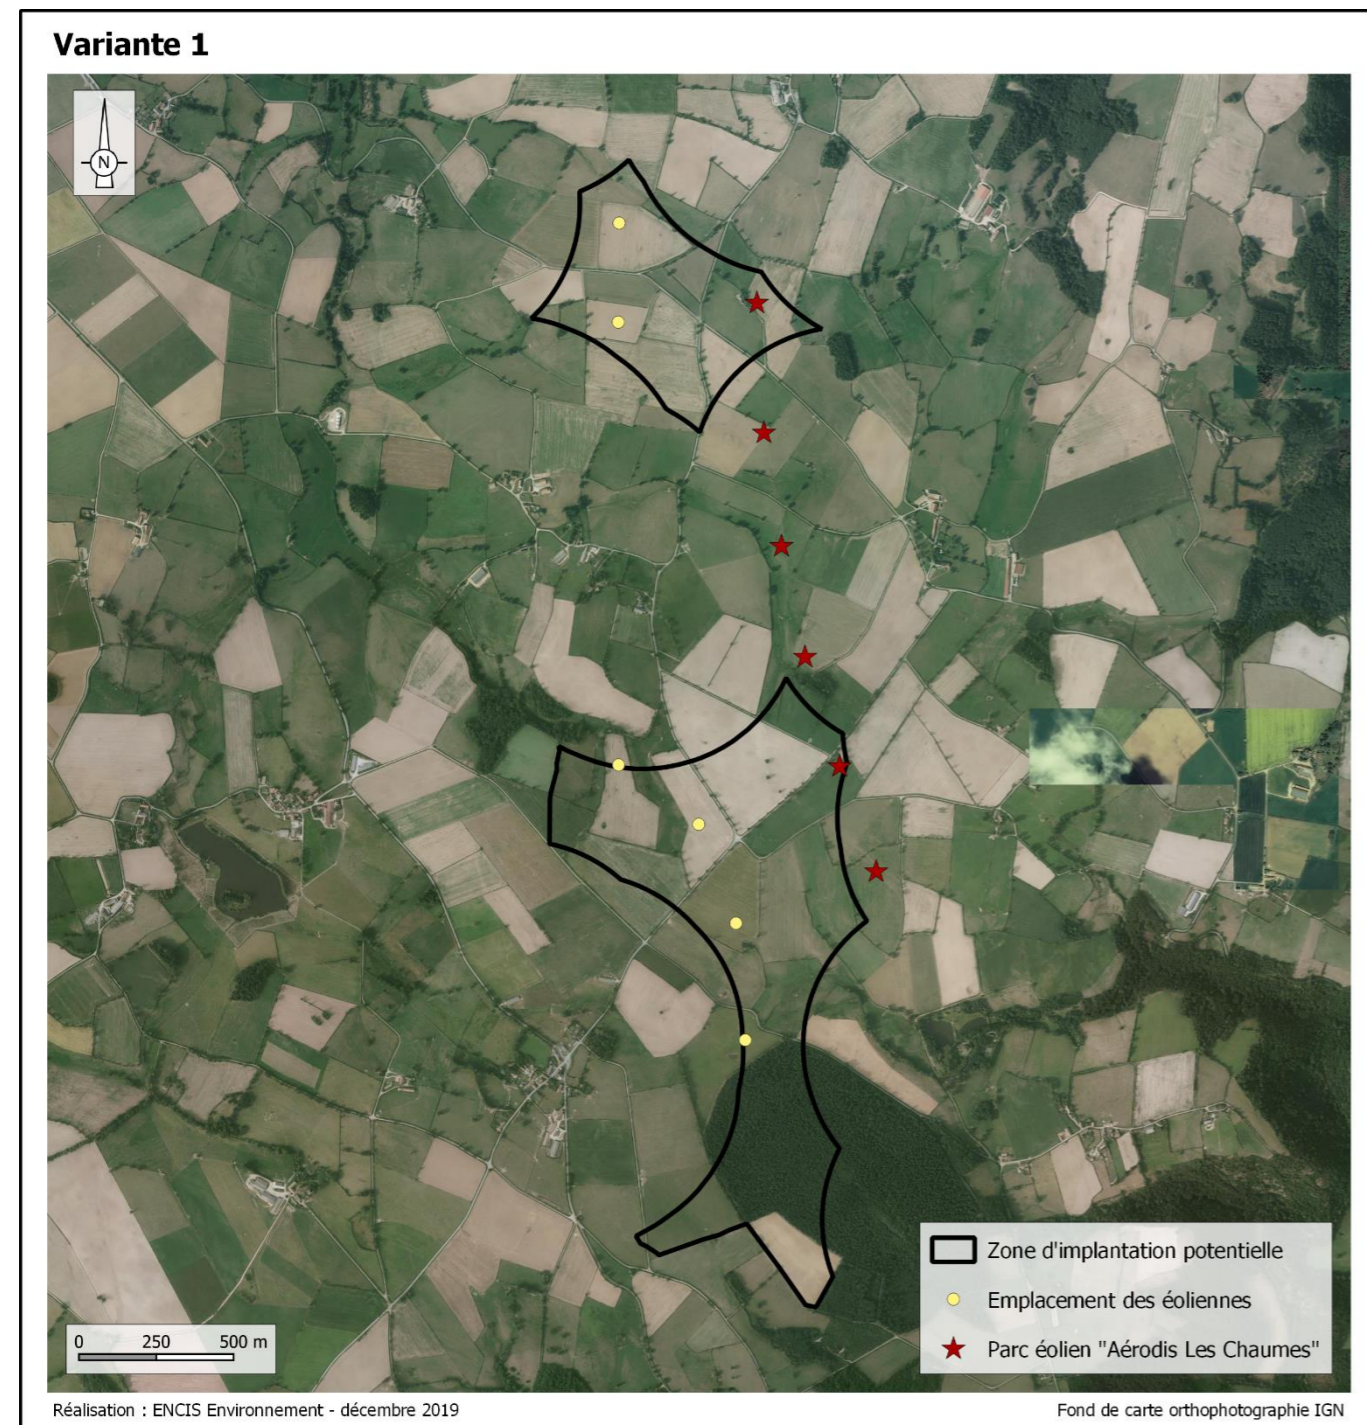 Variante 1
N
Zone d'implantation potentielle
Emplacement des éoliennes
Parc éolien "Aérodis Les Chaumes"
0 250 500 m
Réalisation : ENCIS Environnement - décembre 2019
Fond de carte orthophotographie IGN